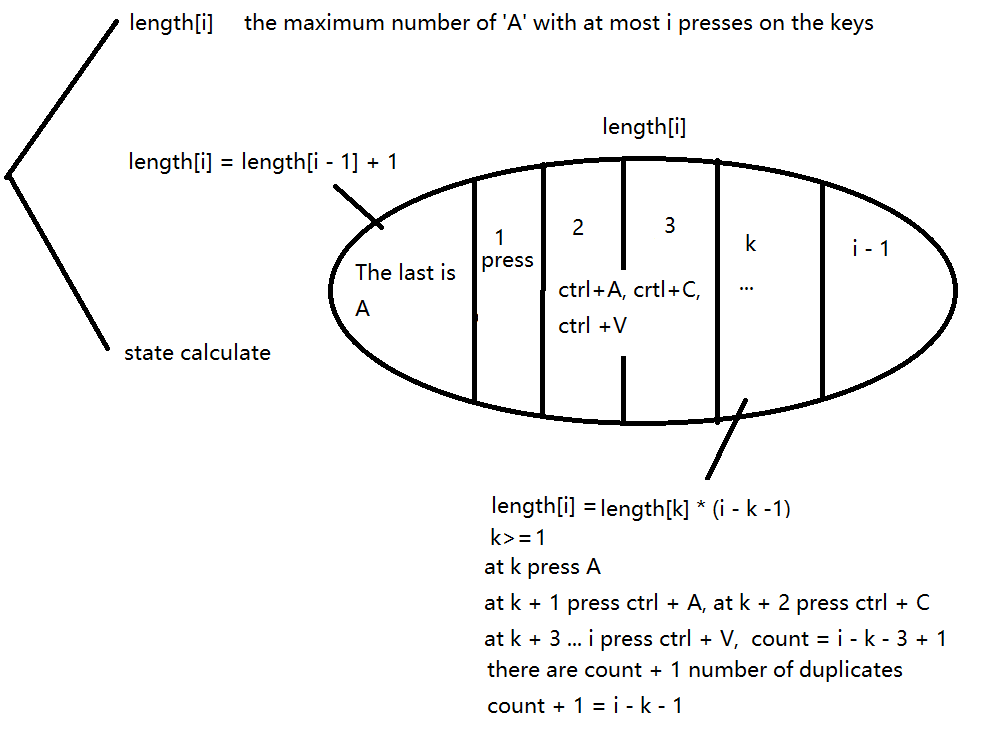 length[i] the maximum number of 'A' with at most i presses on the keys
length[i]
length[i] = length[i - 1] + 1
The last is
A
1
press
2
3
ctrl+A, crtl+C,
ctrl +V
k
...
i - 1
state calculate
length[i] = length[k] * (i - k -1)
k>=1
at k press A
at k + 1 press ctrl + A, at k + 2 press ctrl + C
at k + 3 ... i press ctrl + V, count = i - k - 3 + 1
there are count + 1 number of duplicates
count + 1 = i - k - 1